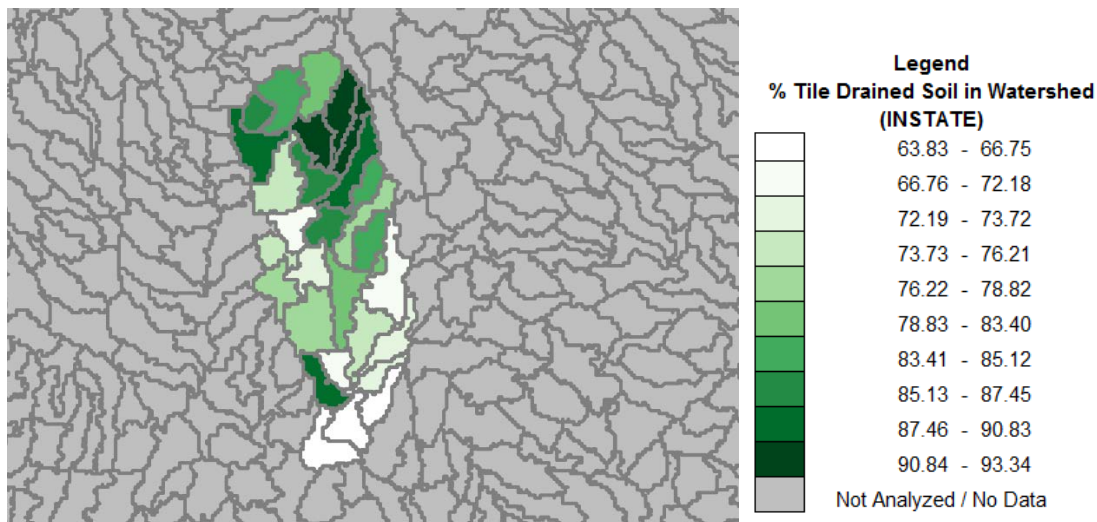 Legend
% Tile Drained Soil in Watershed
(INSTATE)
63.83 - 66.75
66.76 - 72.18
72.19 - 73.72
73.73 - 76.21
76.22 - 78.82
78.83 - 83.40
83.41 - 85.12
85.13 - 87.45
87.46 - 90.83
90.84 - 93.34
Not Analyzed / No Data